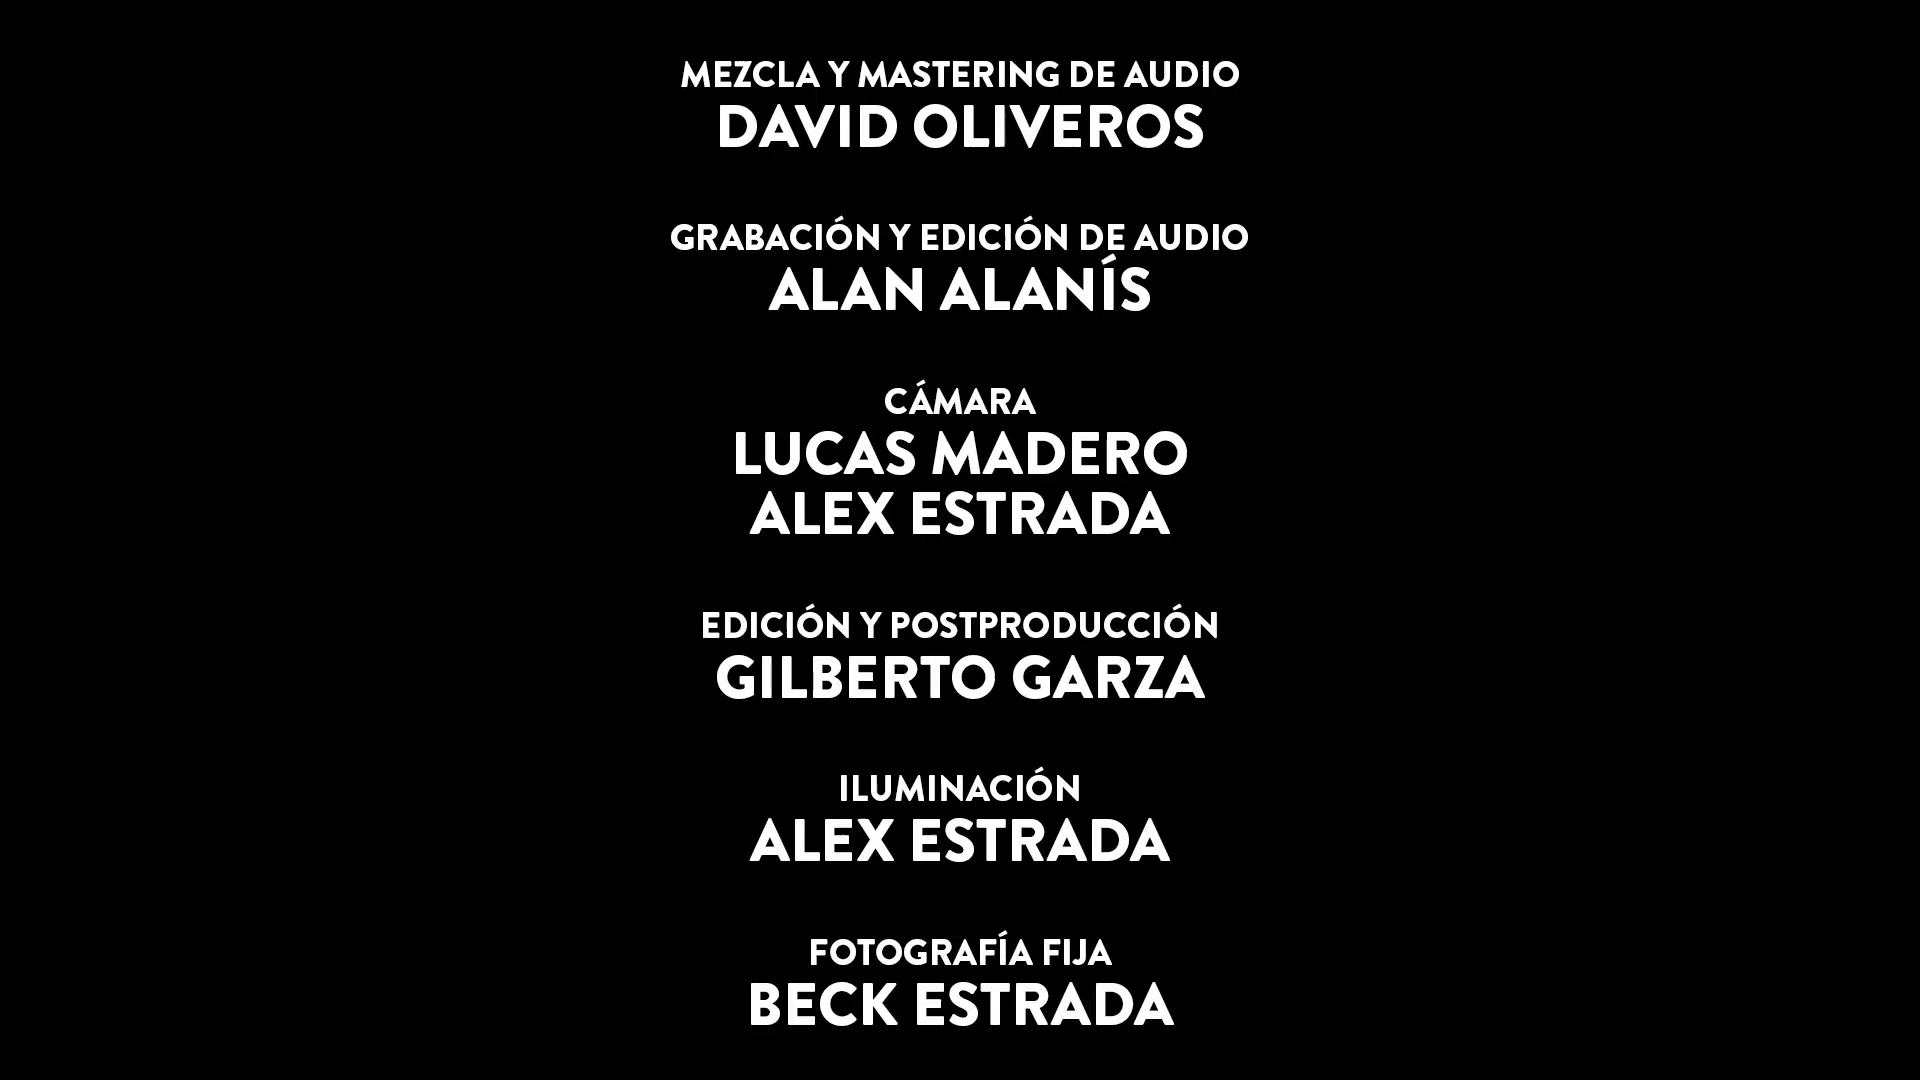 MEZCLA Y MASTERING DE AUDIO
DAVID OLIVEROS
GRABACIÓN Y EDICIÓN DE AUDIO
ALAN ALANÍS
CÁMARA
LUCAS MADERO
ALEX ESTRADA
EDICIÓN Y POSTPRODUCCIÓN
GILBERTO GARZA
ILUMINACIÓN
ALEX ESTRADA
FOTOGRAFÍA FIJA
BECK ESTRADA